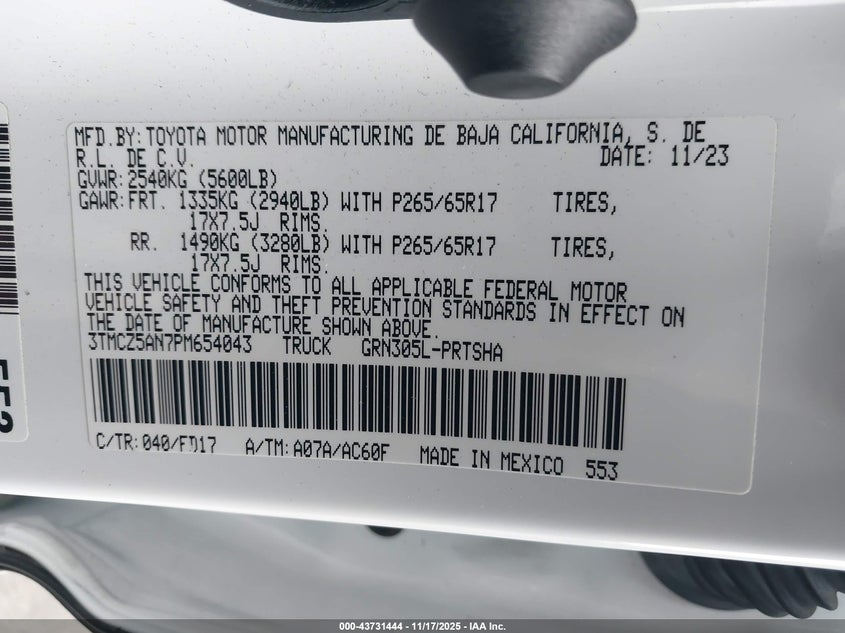 MFD.BY:TOYOTA MOTOR MANUFACTURING DE BAJA CALIFORNIA, S. DE
R.L. DE C.V. DATE: 11/23
GVWR:2540KG (5600LB)
GAWR:FRT. 1335KG (2940LB) WITH P265/65R17 TIRES,
17X7.5J RIMS.
RR. 1490KG (3280LB) WITH P265/65R17 TIRES,
17X7.5J RIMS.
THIS VEHICLE CONFORMS TO ALL APPLICABLE FEDERAL MOTOR
VEHICLE SAFETY AND THEFT PREVENTION STANDARDS IN EFFECT ON
THE DATE OF MANUFACTURE SHOWN ABOVE.
3TMCZ5AN7PM654043 TRUCK GRN305L-PRTSHA
C/TR:040/FD17 A/TM:A07A/AC60F MADE IN MEXICO 553
553
000-43731444 - 11/17/2025 - IAA Inc.